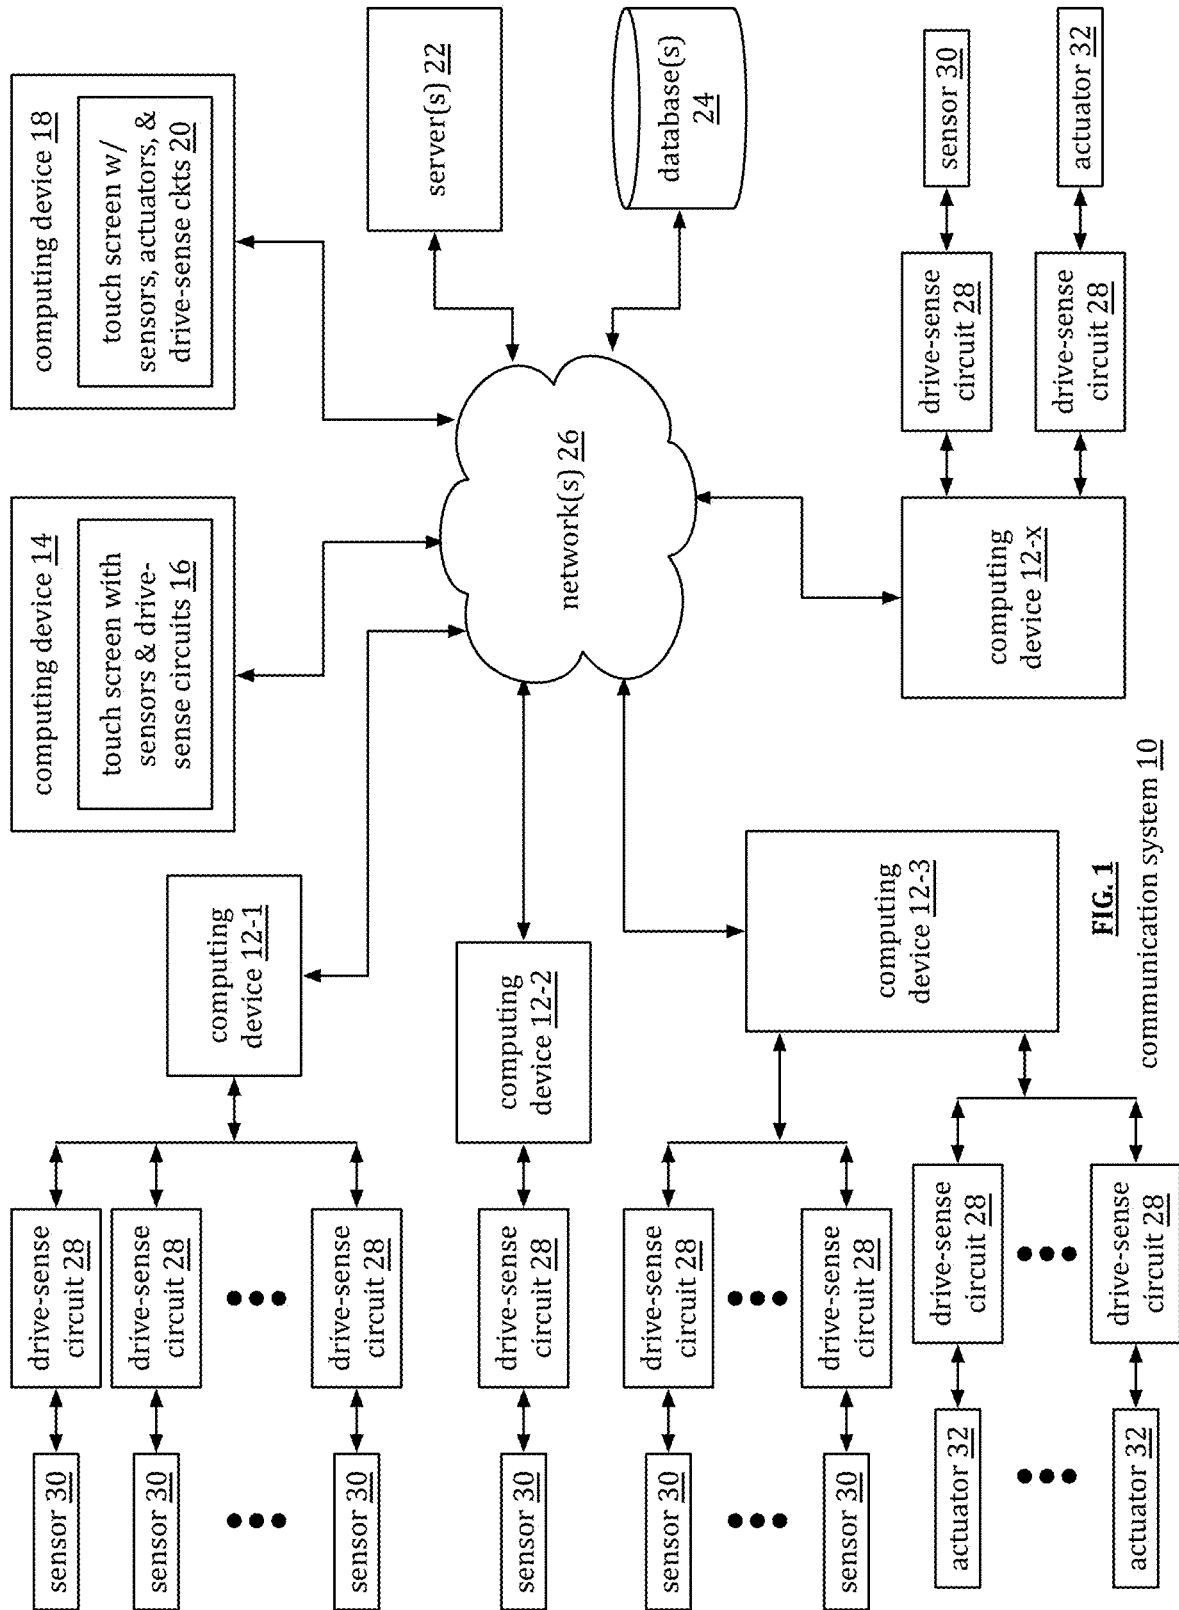 computing device 14
touch screen with
sensors & drive-
sense circuits 16
computing device 18
touch screen w/
sensors, actuators, &
drive-sense ckts 20
sensor 30
drive-sense
circuit 28
sensor 30
drive-sense
circuit 28
sensor 30
drive-sense
circuit 28
computing
device 12-1
server(s) 22
sensor 30
drive-sense
circuit 28
computing
device 12-2
network(s) 26
database(s)
24
sensor 30
drive-sense
circuit 28
sensor 30
drive-sense
circuit 28
computing
device 12-3
actuator 32
drive-sense
circuit 28
actuator 32
drive-sense
circuit 28
computing
device 12-x
drive-sense
circuit 28
sensor 30
drive-sense
circuit 28
actuator 32
FIG. 1
communication system 10